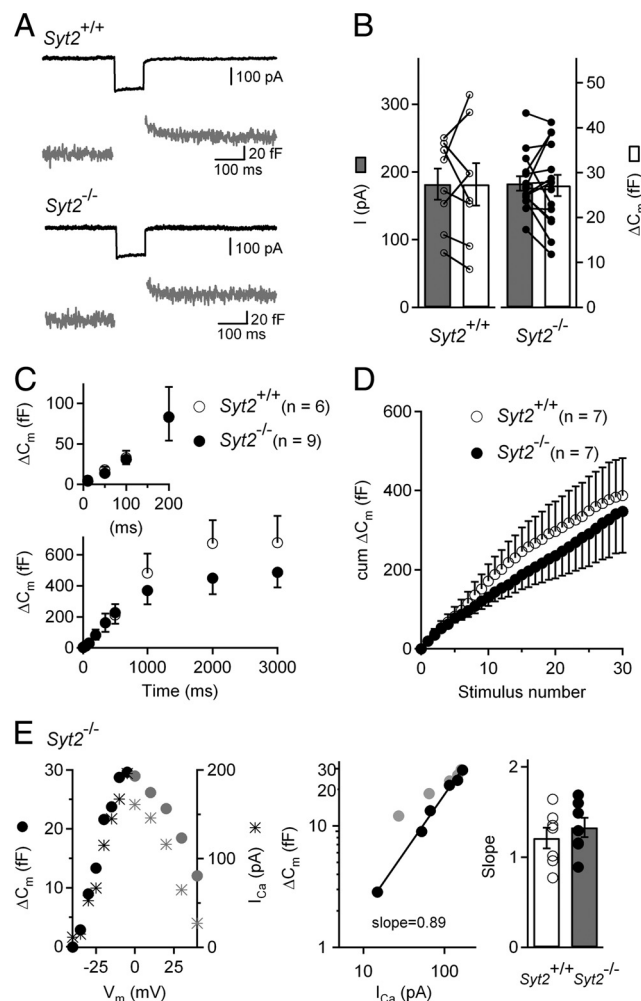 A
Syt2+/+
100 pA
20 fF
100 ms
Syt2-/-
100 pA
20 fF
100 ms
B
I (pA)
300
200
100
0
50
40
30
20
10
0
ΔCm (fF)
Syt2+/+
Syt2-/-
C
ΔCm (fF)
100
50
0
0
100
200
(ms)
Syt2+/+ (n = 6)
Syt2-/- (n = 9)
ΔCm (fF)
600
400
200
0
0
1000
2000
3000
Time (ms)
D
Syt2+/+ (n = 7)
Syt2-/- (n = 7)
cum ΔCm (fF)
600
400
200
0
0
10
20
30
Stimulus number
E
Syt2-/-
ΔCm (fF)
30
20
10
0
-25
0
25
Vm (mV)
200
100
0
ICa (pA)
ΔCm (fF)
30
20
10
1
10
100
ICa (pA)
slope=0.89
Slope
2
1
0
Syt2+/+
Syt2-/-